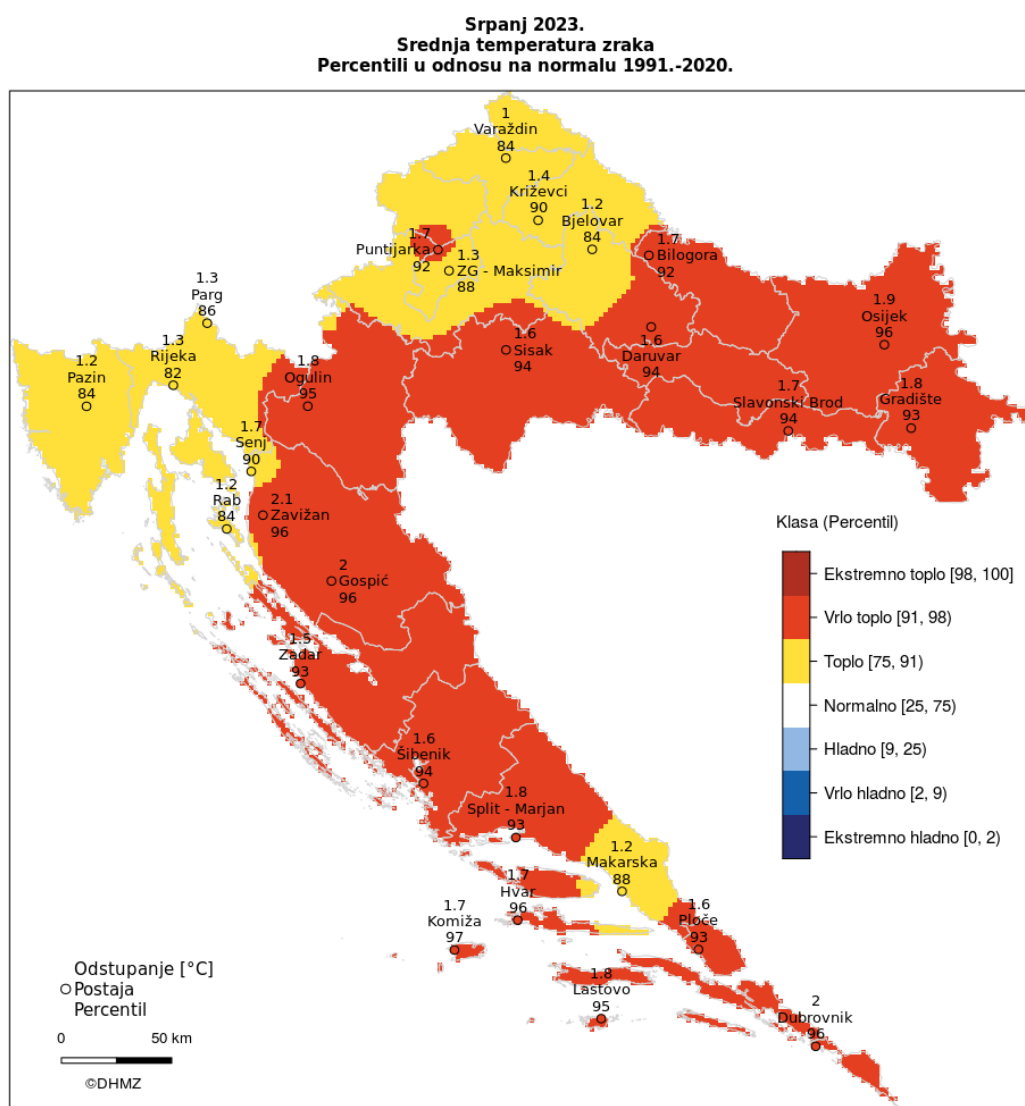 Srpanj 2023.
Srednja temperatura zraka
Percentili u odnosu na normalu 1991.-2020.
1
Varaždin
84
1.4
Križevci
90
1.2
Bjelovar
84
1.7
Puntijarka
92
1.3
ZG - Maksimir
88
1.7
Bilogora
92
1.3
Parg
86
1.9
Osijek
96
1.2
Pazin
84
1.3
Rijeka
82
1.8
Ogulin
95
1.6
Sisak
94
1.6
Daruvar
94
1.7
Slavonski Brod
94
1.8
Gradište
93
1.7
Senj
90
1.2
Rab
84
2.1
Zavižan
96
2
Gospić
96
1.5
Zadar
93
1.6
Šibenik
94
1.8
Split - Marjan
93
1.2
Makarska
88
1.7
Hvar
96
1.7
Komiža
97
1.6
Ploče
93
1.8
Lastovo
95
2
Dubrovnik
96
Klasa (Percentil)
Ekstremno toplo [98, 100]
Vrlo toplo [91, 98)
Toplo [75, 91)
Normalno [25, 75)
Hladno [9, 25)
Vrlo hladno [2, 9)
Ekstremno hladno [0, 2)
Odstupanje [°C]
Postaja
Percentil
0 50 km
©DHMZ